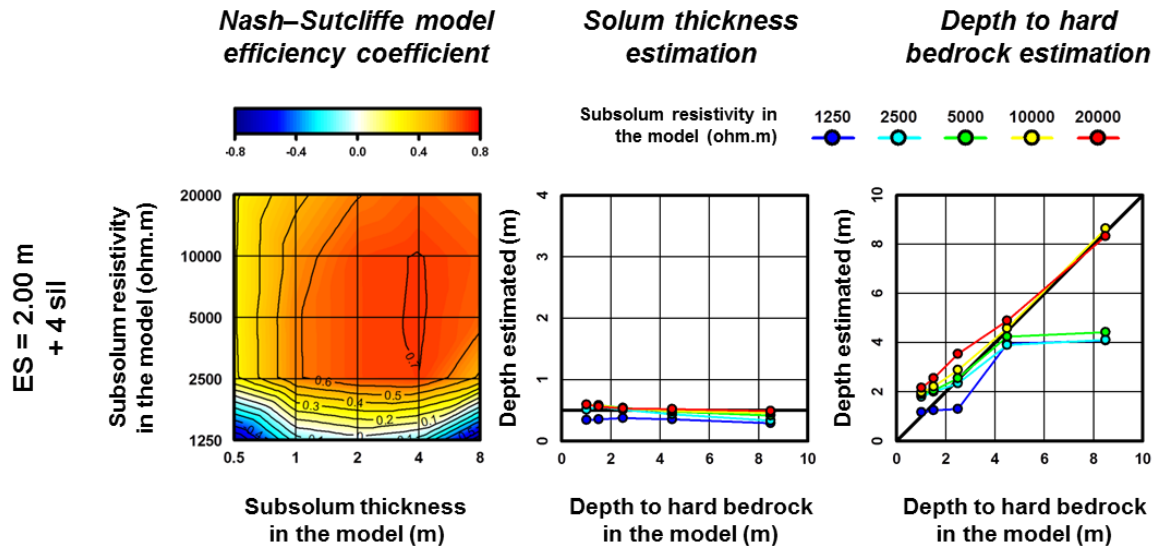 Nash–Sutcliffe model
efficiency coefficient
Solum thickness
estimation
Depth to hard
bedrock estimation
-0.8 -0.4 0.0 0.4 0.8
Subsolum resistivity in
the model (ohm.m)
1250 2500 5000 10000 20000
ES = 2.00 m
+ 4 sil
Subsolum resistivity
in the model (ohm.m)
20000
10000
5000
2500
1250
0.7
0.6
0.5
0.4
0.3
0.2
0.1
0.5 1 2 4 8
Subsolum thickness
in the model (m)
Depth estimated (m)
4
3
2
1
0
0 2 4 6 8 10
Depth to hard bedrock
in the model (m)
Depth estimated (m)
10
8
6
4
2
0
0 2 4 6 8 10
Depth to hard bedrock
in the model (m)